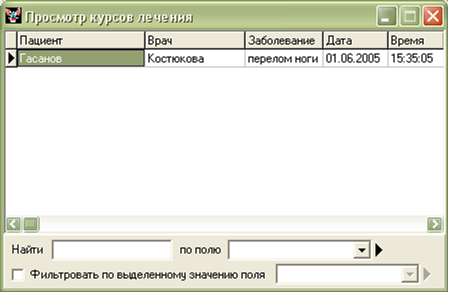 Просмотр курсов лечения
Пациент Врач Заболевание Дата Время
Гасанов Костюкова перелом ноги 01.06.2005 15:35:05
Найти по полю
Фильтровать по выделенному значению поля